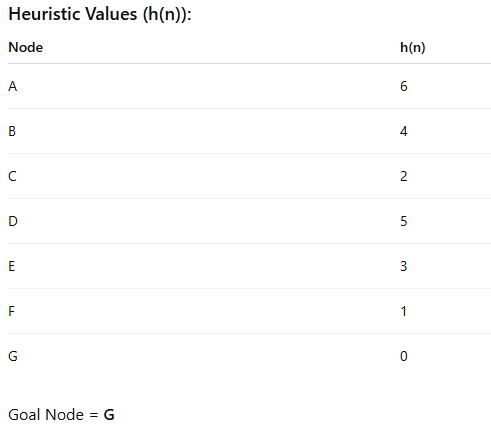 Heuristic Values (h(n)):
Node h(n)
A 6
B 4
C 2
D 5
E 3
F 1
G 0
Goal Node = G